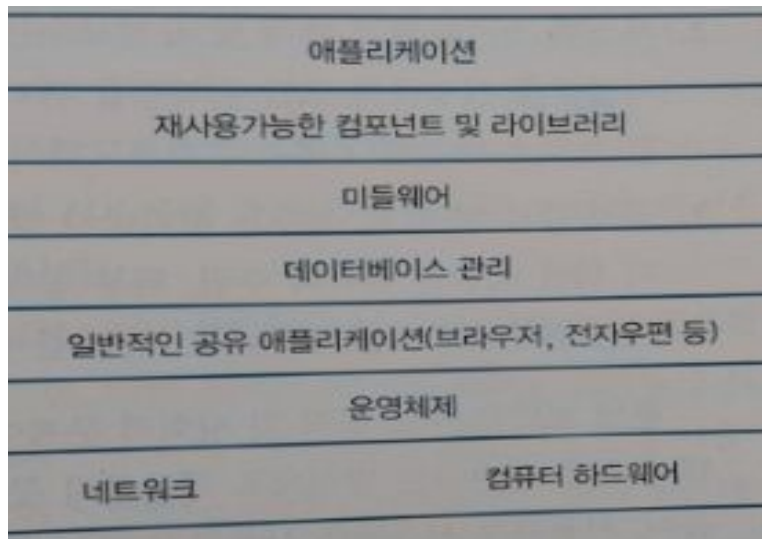 애플리케이션
재사용가능한 컴포넌트 및 라이브러리
미들웨어
데이터베이스 관리
일반적인 공유 애플리케이션(브라우저, 전자우편 등)
운영체제
네트워크 컴퓨터 하드웨어